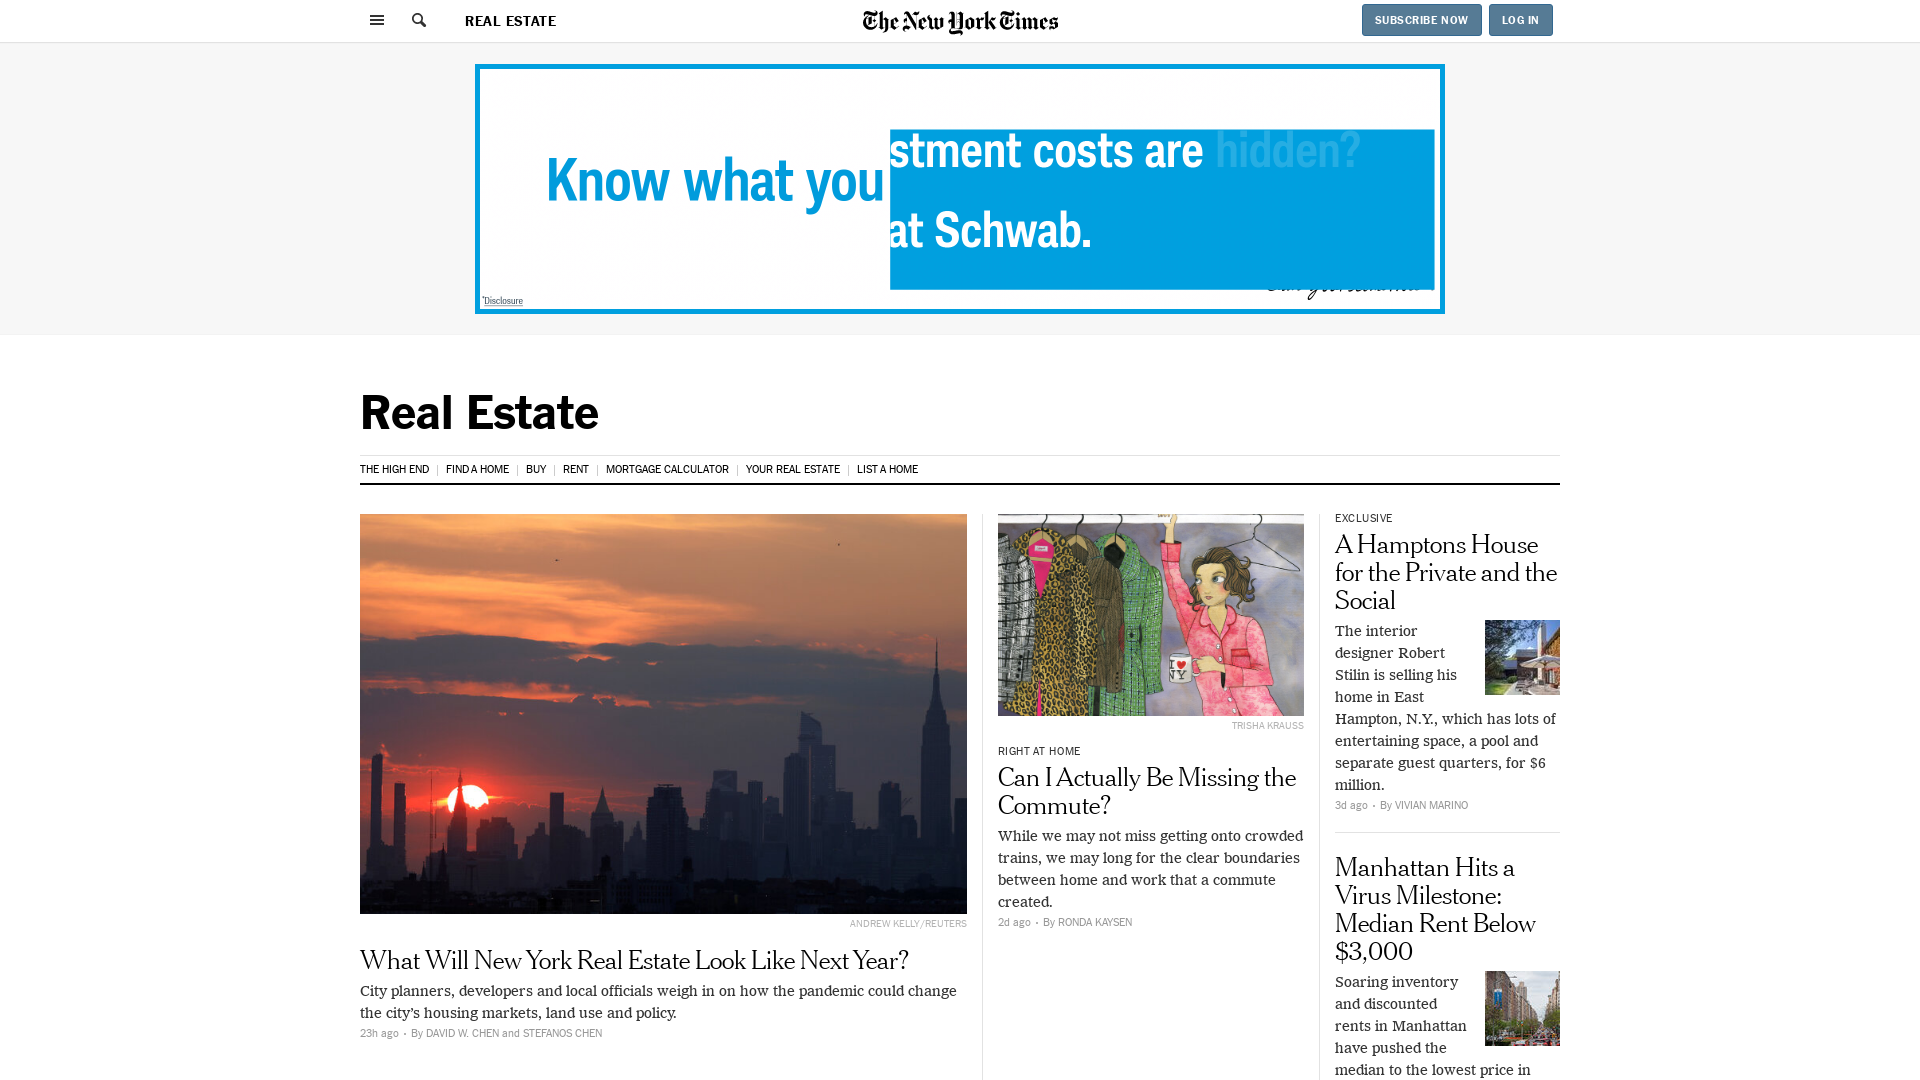 REAL ESTATE
The New York Times
SUBSCRIBE NOW
LOG IN
stment costs are hidden?
Know what you
at Schwab.
*Disclosure
Real Estate
THE HIGH END
FIND A HOME
BUY
RENT
MORTGAGE CALCULATOR
YOUR REAL ESTATE
LIST A HOME
I ♥ NY
ANDREW KELLY/REUTERS
What Will New York Real Estate Look Like Next Year?
City planners, developers and local officials weigh in on how the pandemic could change
the city’s housing markets, land use and policy.
23h ago • By DAVID W. CHEN and STEFANOS CHEN
TRISHA KRAUSS
RIGHT AT HOME
Can I Actually Be Missing the
Commute?
While we may not miss getting onto crowded
trains, we may long for the clear boundaries
between home and work that a commute
created.
2d ago • By RONDA KAYSEN
EXCLUSIVE
A Hamptons House
for the Private and the
Social
The interior
designer Robert
Stilin is selling his
home in East
Hampton, N.Y., which has lots of
entertaining space, a pool and
separate guest quarters, for $6
million.
3d ago • By VIVIAN MARINO
Manhattan Hits a
Virus Milestone:
Median Rent Below
$3,000
Soaring inventory
and discounted
rents in Manhattan
have pushed the
median to the lowest price in